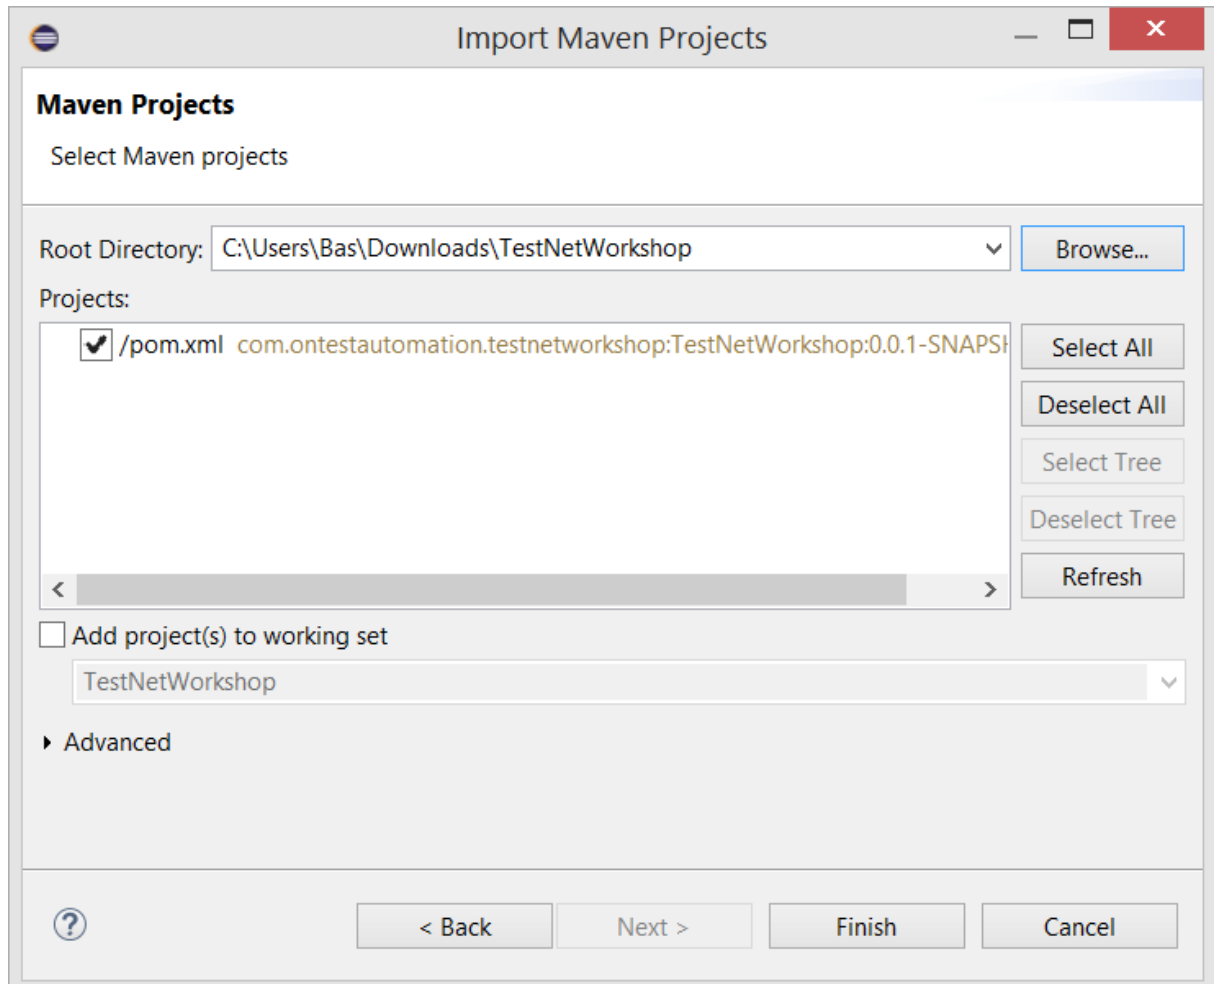 Import Maven Projects
Maven Projects
Select Maven projects
Root Directory: C:\Users\Bas\Downloads\TestNetWorkshop Browse...
Projects:
/pom.xml com.ontestautomation.testnetworkshop:TestNetWorkshop:0.0.1-SNAPSH
Select All
Deselect All
Select Tree
Deselect Tree
Refresh
Add project(s) to working set
TestNetWorkshop
Advanced
? < Back Next > Finish Cancel